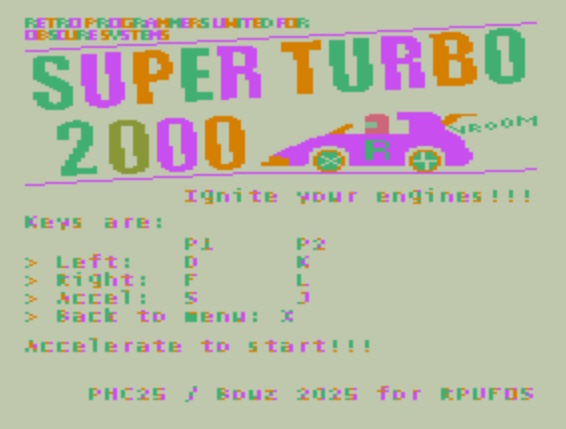 RETRO PROGRAMMERS UNITED FOR
OBSCURE SYSTEMS
SUPER TURBO
2000
VROOM
R
Ignite your engines!!!
Keys are:
P1 P2
> Left: D K
> Right: F L
> Accel: S J
> Back to menu: X
Accelerate to start!!!
PHC25 / Bouz 2025 for RPUFOS